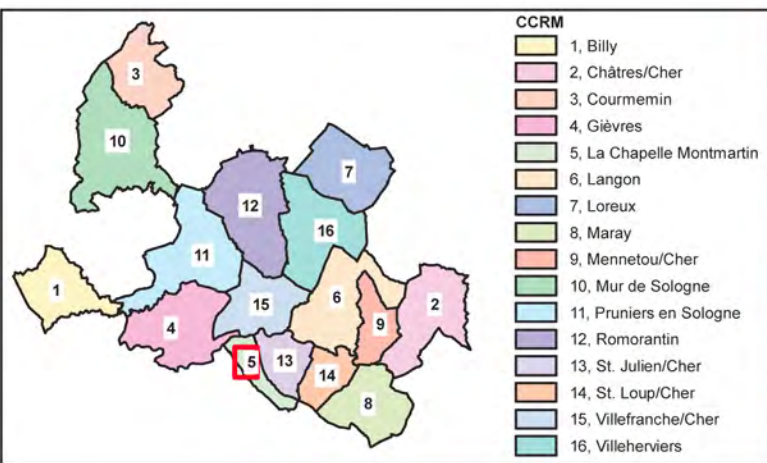 CCRM
1, Billy
2, Châtres/Cher
3, Courmemin
4, Gièvres
5, La Chapelle Montmartin
6, Langon
7, Loreux
8, Maray
9, Mennetou/Cher
10, Mur de Sologne
11, Pruniers en Sologne
12, Romorantin
13, St. Julien/Cher
14, St. Loup/Cher
15, Villefranche/Cher
16, Villeherviers
3
10
7
12
16
11
1
15
6
2
4
9
5
13
14
8